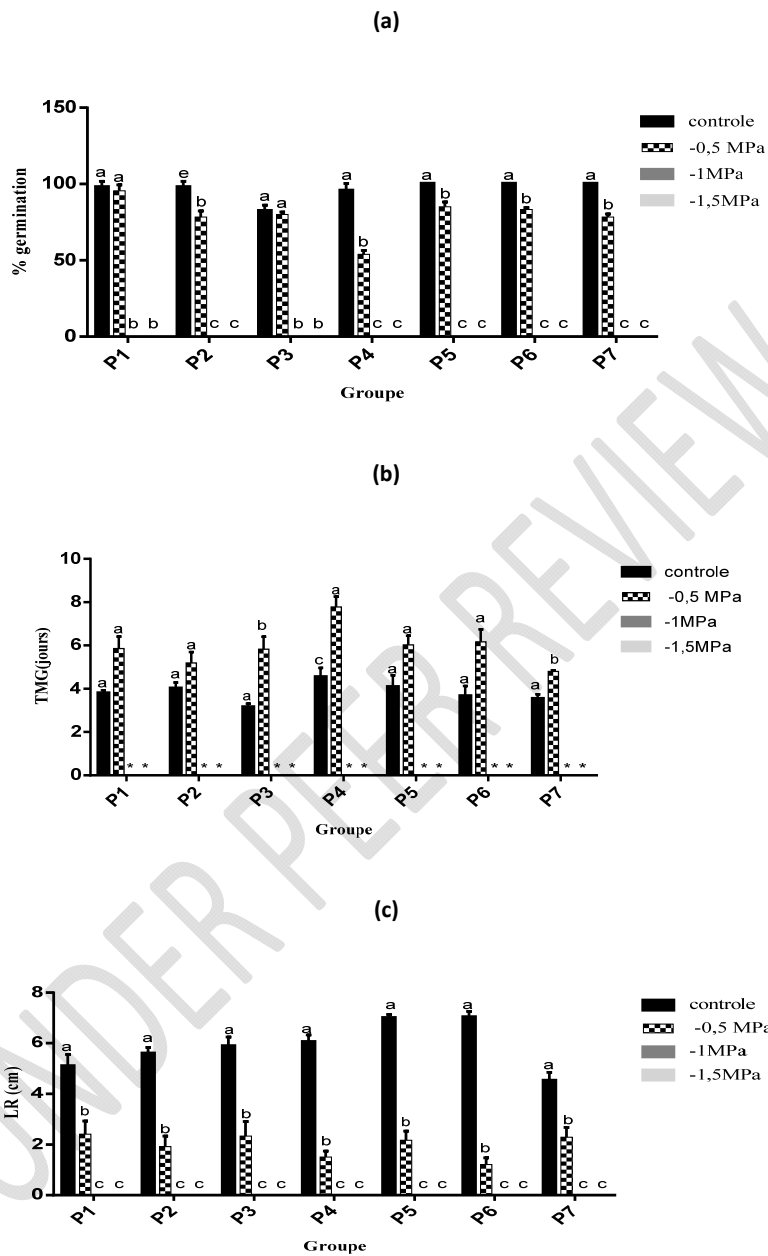 (a)
150
100
50
0
% germination
a a b b
e b c c
a a b b
a b c c
a b c c
a b c c
a b c c
P1 P2 P3 P4 P5 P6 P7
Groupe
controle
-0,5 MPa
-1MPa
-1,5MPa
(b)
10
8
6
4
2
0
TMG(jours)
a a * *
a a * *
a b * *
c a * *
a a * *
a a * *
a b * *
P1 P2 P3 P4 P5 P6 P7
Groupe
controle
-0,5 MPa
-1MPa
-1,5MPa
(c)
8
6
4
2
0
LR (cm)
a b c c
a b c c
a b c c
a b c c
a b c c
a b c c
a b c c
P1 P2 P3 P4 P5 P6 P7
Groupe
controle
-0,5 MPa
-1MPa
-1,5MPa
UNDER PEER REVIEW